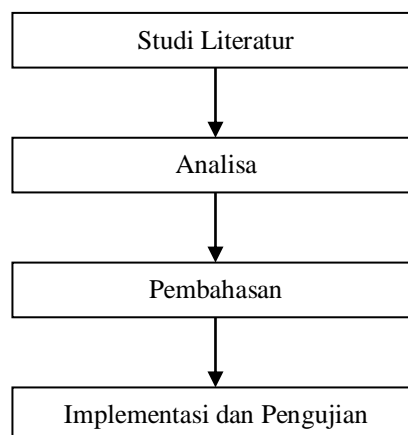 Studi Literatur
Analisa
Pembahasan
Implementasi dan Pengujian